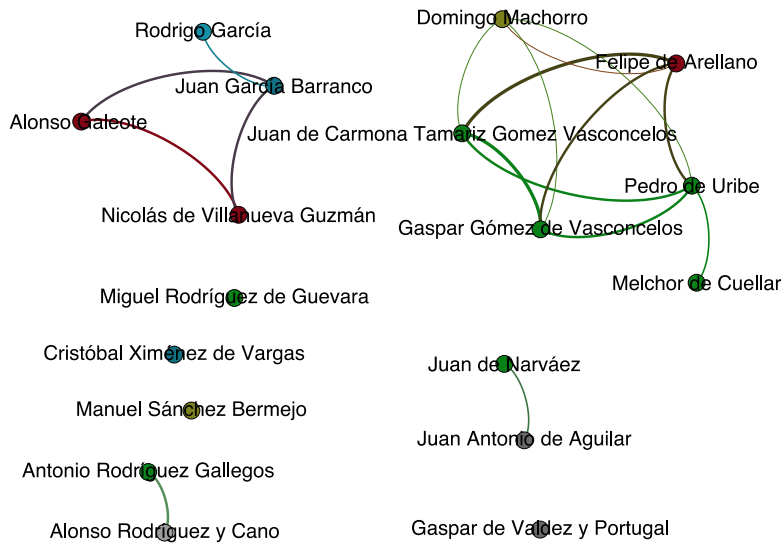 Rodrigo García
Juan García Barranco
Alonso Galeote
Nicolás de Villanueva Guzmán
Miguel Rodríguez de Guevara
Cristóbal Ximénez de Vargas
Manuel Sánchez Bermejo
Antonio Rodríguez Gallegos
Alonso Rodríguez y Cano
Domingo Machorro
Felipe de Arellano
Juan de Carmona Tamariz Gomez Vasconcelos
Pedro de Uribe
Gaspar Gómez de Vasconcelos
Melchor de Cuellar
Juan de Narváez
Juan Antonio de Aguilar
Gaspar de Valdez y Portugal